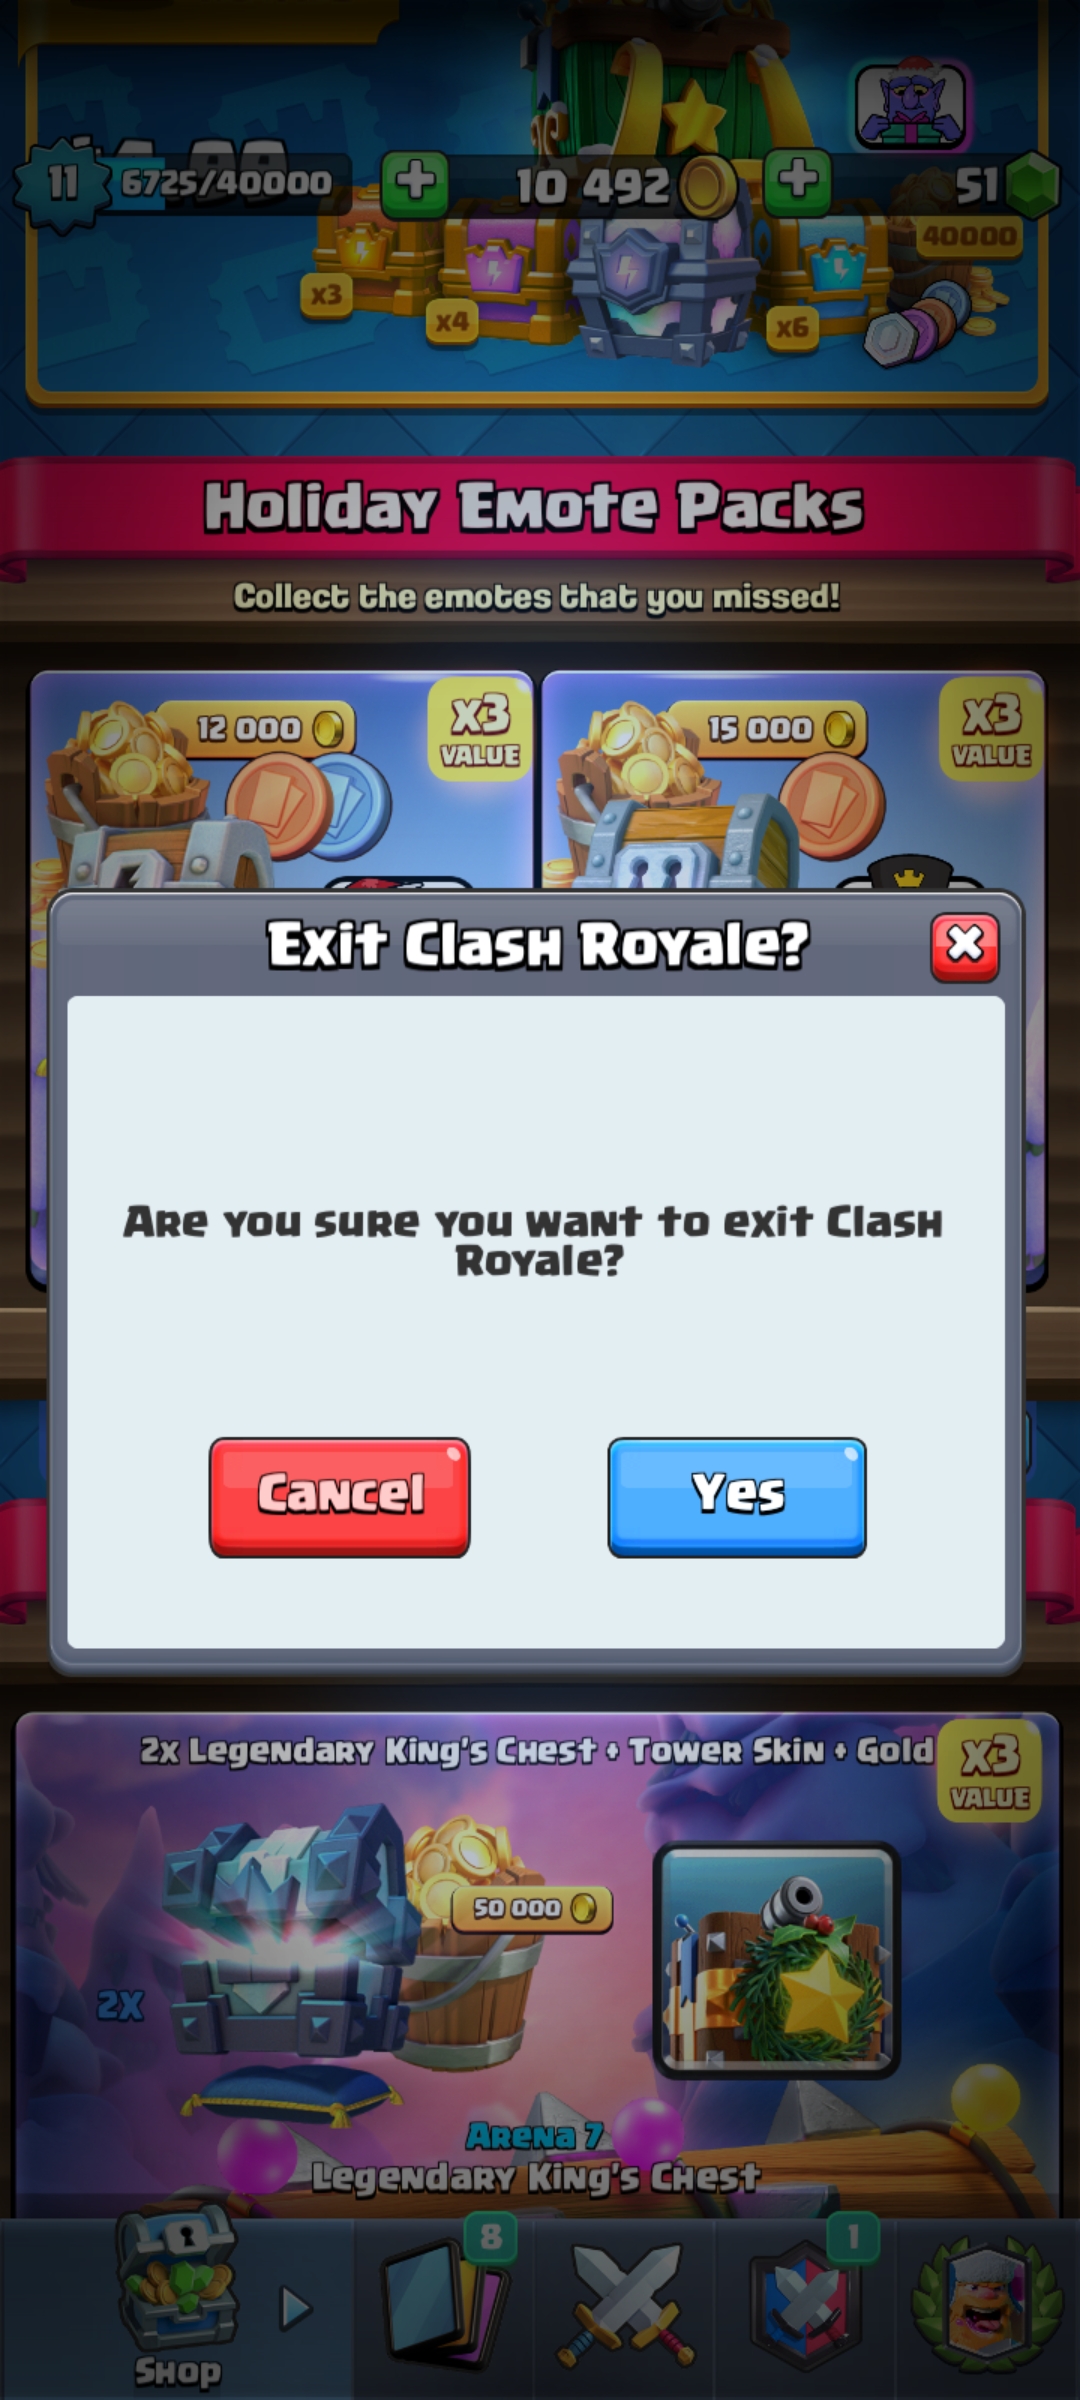 11
6725/40000
10 492
51
40000
x3
x4
x6
Holiday Emote Packs
Collect the emotes that you missed!
12 000
x3
VALUE
15 000
x3
VALUE
Exit Clash Royale?
Are you sure you want to exit Clash
Royale?
Cancel
Yes
2x Legendary King's Chest + Tower Skin + Gold
x3
VALUE
50 000
2X
Arena 7
Legendary King's Chest
8
1
Shop